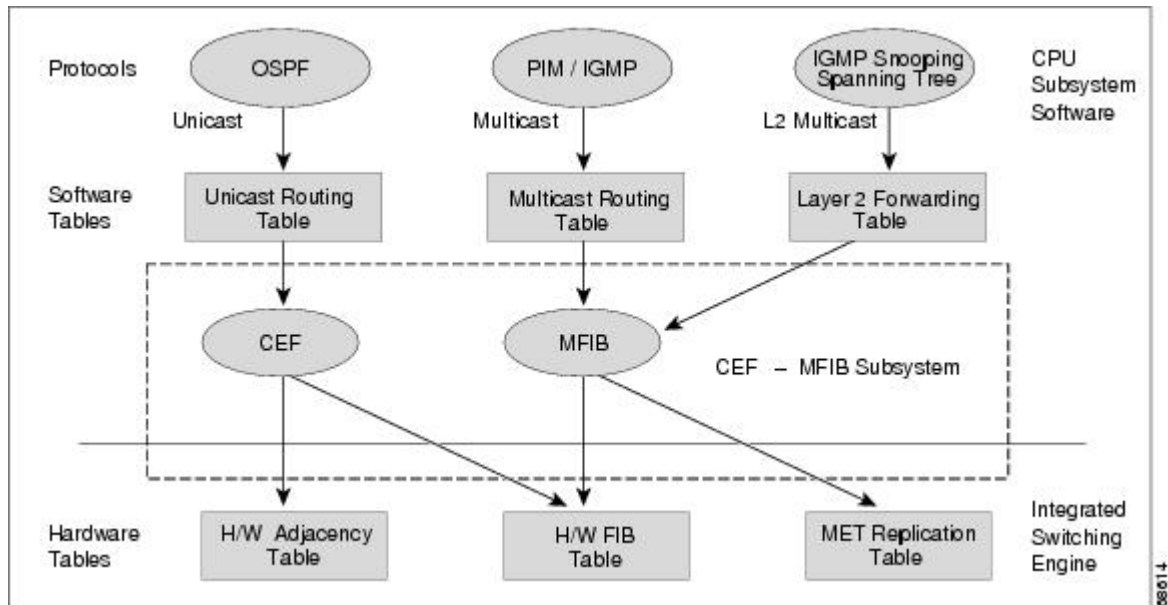 Protocols
OSPF
PIM / IGMP
IGMP Snooping
Spanning Tree
CPU
Subsystem
Software
Unicast
Multicast
L2 Multicast
Software
Tables
Unicast Routing
Table
Multicast Routing
Table
Layer 2 Forwarding
Table
CEF
MFIB
CEF – MFIB Subsystem
Hardware
Tables
H/W Adjacency
Table
H/W FIB
Table
MET Replication
Table
Integrated
Switching
Engine
68614